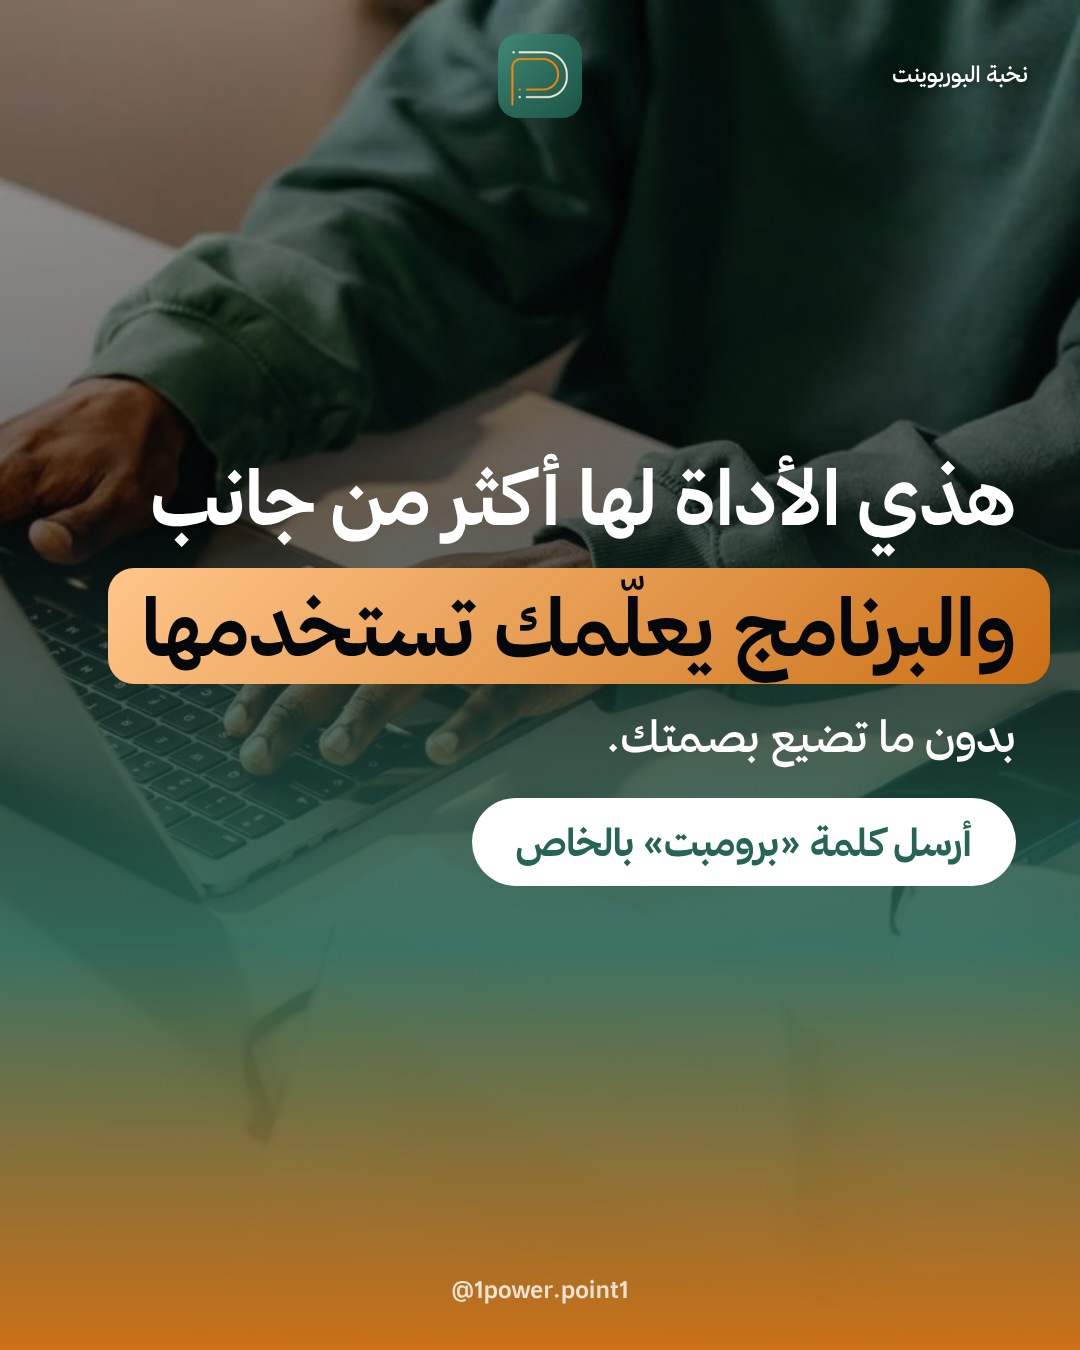 نخبة البوربوينت
هذي الأداة لها أكثر من جانب
والبرنامج يعلّمك تستخدمها
بدون ما تضيع بصمتك.
أرسل كلمة «برومبت» بالخاص
@1power.point1